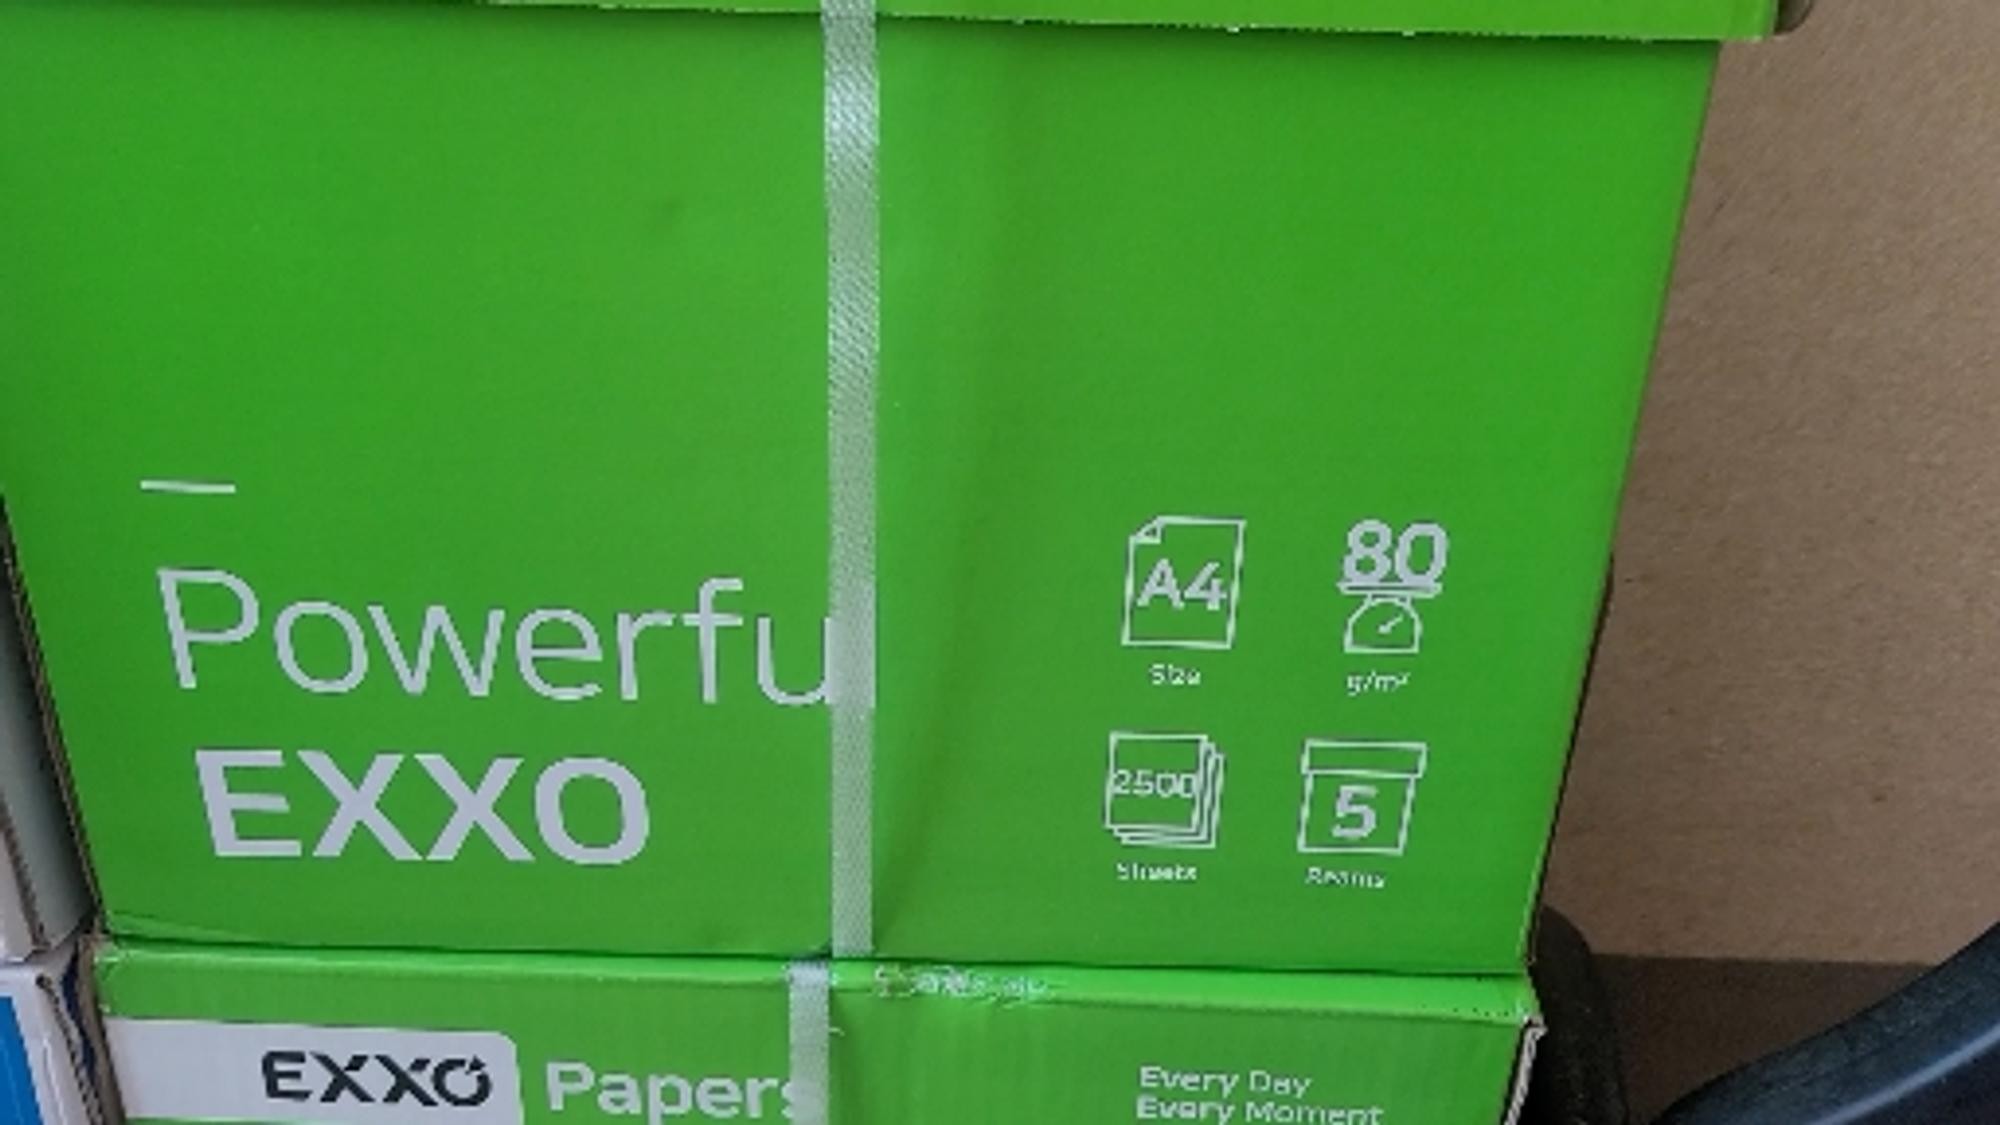 Powerfu
EXXO
A4
Size
80
g/m²
2500
Sheets
5
Reams
EXXO Papers
Every Day
Every Moment